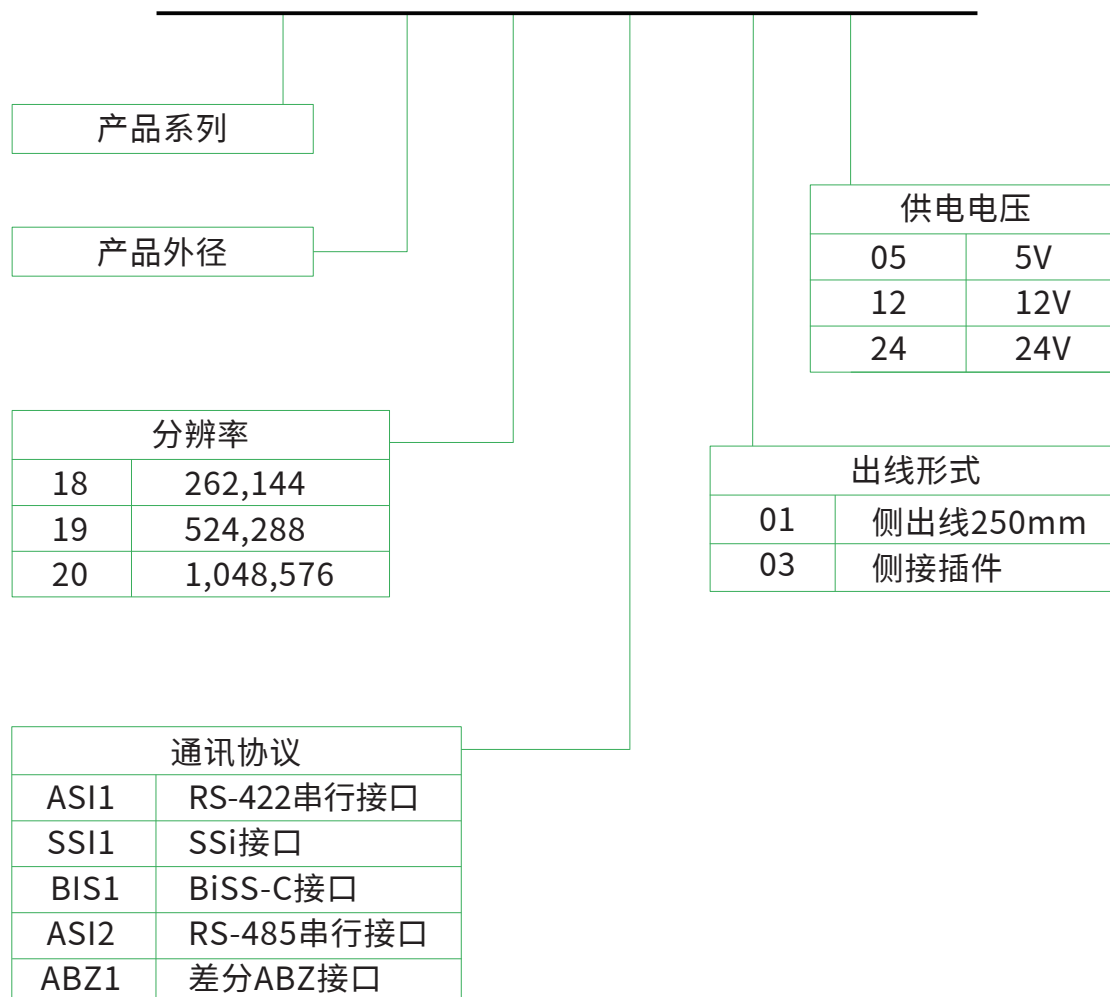 产品系列
产品外径
供电电压
05 5V
12 12V
24 24V
分辨率
18 262,144
19 524,288
20 1,048,576
出线形式
01 侧出线250mm
03 侧接插件
通讯协议
ASI1 RS-422串行接口
SSI1 SSi接口
BIS1 BiSS-C接口
ASI2 RS-485串行接口
ABZ1 差分ABZ接口